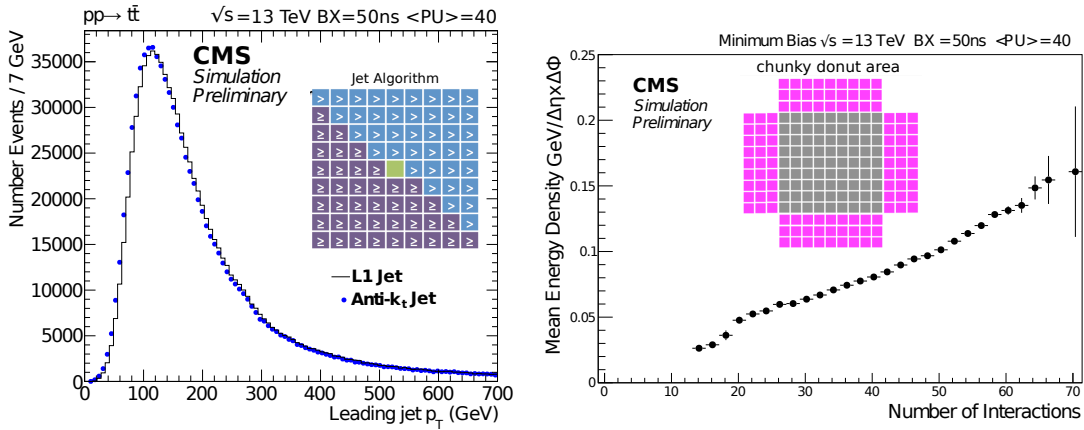 pp→ tt̄ √s =13 TeV BX=50ns <PU>=40
Number Events / 7 GeV
35000
30000
25000
20000
15000
10000
5000
0
CMS
Simulation
Preliminary
Jet Algorithm
> > > > > > > > >
≥ > > > > > > > >
≥ ≥ > > > > > > >
≥ ≥ ≥ > > > > > >
≥ ≥ ≥ ≥ > > > >
≥ ≥ ≥ ≥ ≥ ≥ > > >
≥ ≥ ≥ ≥ ≥ ≥ ≥ > >
≥ ≥ ≥ ≥ ≥ ≥ ≥ ≥ >
≥ ≥ ≥ ≥ ≥ ≥ ≥ ≥ ≥
L1 Jet
Anti-kt Jet
0 100 200 300 400 500 600 700
Leading jet pT (GeV)
Minimum Bias √s =13 TeV BX =50ns <PU>=40
Mean Energy Density GeV/ΔηxΔΦ
0.25
0.20
0.15
0.10
0.05
0
CMS
Simulation
Preliminary
chunky donut area
0 10 20 30 40 50 60 70
Number of Interactions